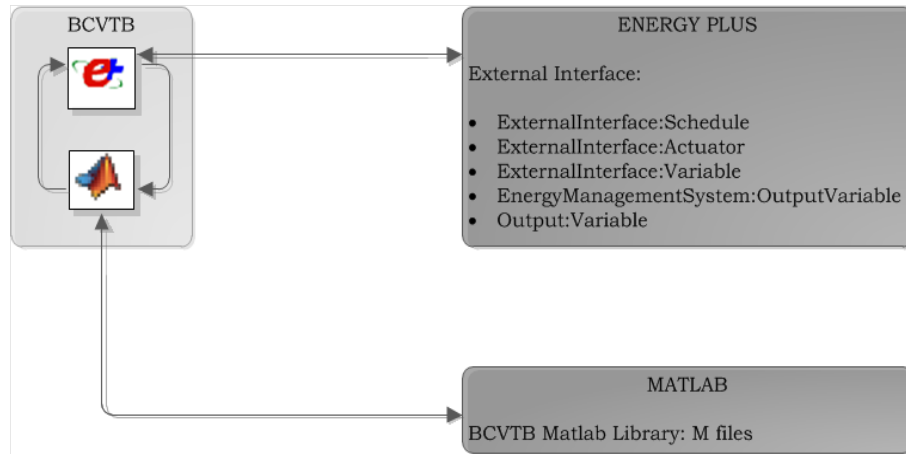 BCVTB
e+
ENERGY PLUS
External Interface:
• ExternalInterface:Schedule
• ExternalInterface:Actuator
• ExternalInterface:Variable
• EnergyManagementSystem:OutputVariable
• Output:Variable
MATLAB
BCVTB Matlab Library: M files